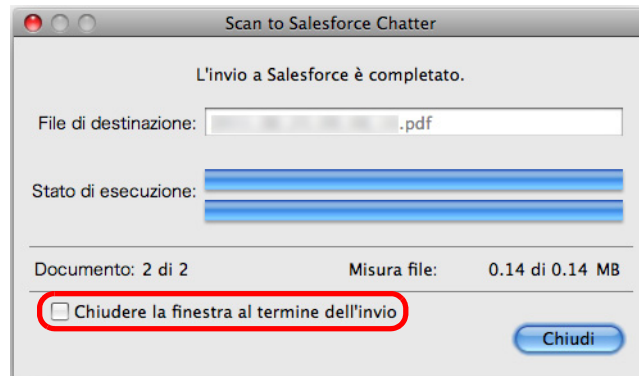 Scan to Salesforce Chatter
L'invio a Salesforce è completato.
File di destinazione: .pdf
Stato di esecuzione:
Documento: 2 di 2 Misura file: 0.14 di 0.14 MB
Chiudere la finestra al termine dell'invio
Chiudi